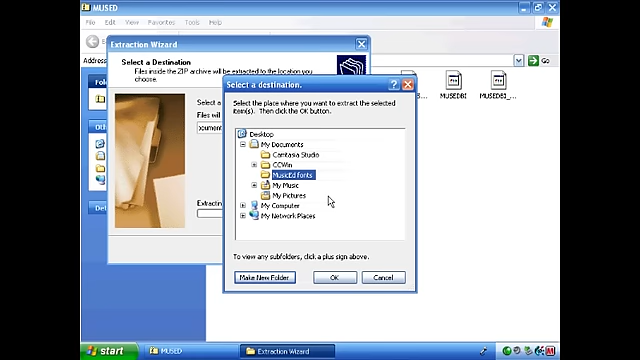 MUSED
File Edit View Favorites Tools Help
Address
Go
Extraction Wizard
Select a Destination
Files inside the ZIP archive will be extracted to the location you
choose.
Select a
Files will
Extracting
Select a destination.
Select the place where you want to extract the selected
item(s). Then click the OK button.
Desktop
My Documents
Camtasia Studio
CCWin
MusicEd fonts
My Music
My Pictures
My Computer
My Network Places
To view any subfolders, click a plus sign above.
Make New Folder
OK
Cancel
MUSEDBI
MUSEDBI_...
start
MUSED
Extraction Wizard